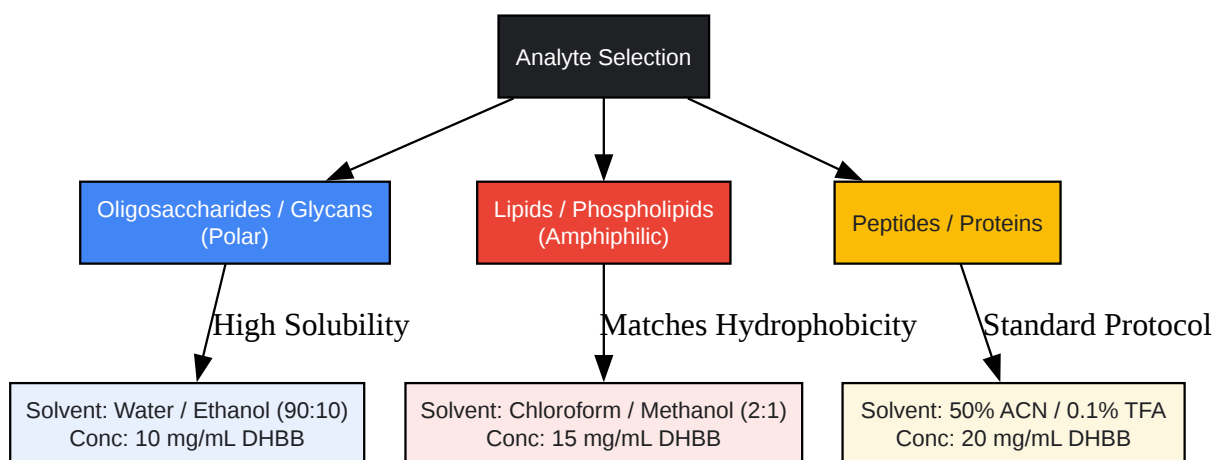 Analyte Selection
Oligosaccharides / Glycans
(Polar)
Lipids / Phospholipids
(Amphiphilic)
Peptides / Proteins
High Solubility
Matches Hydrophobicity
Standard Protocol
Solvent: Water / Ethanol (90:10)
Conc: 10 mg/mL DHBB
Solvent: Chloroform / Methanol (2:1)
Conc: 15 mg/mL DHBB
Solvent: 50% ACN / 0.1% TFA
Conc: 20 mg/mL DHBB